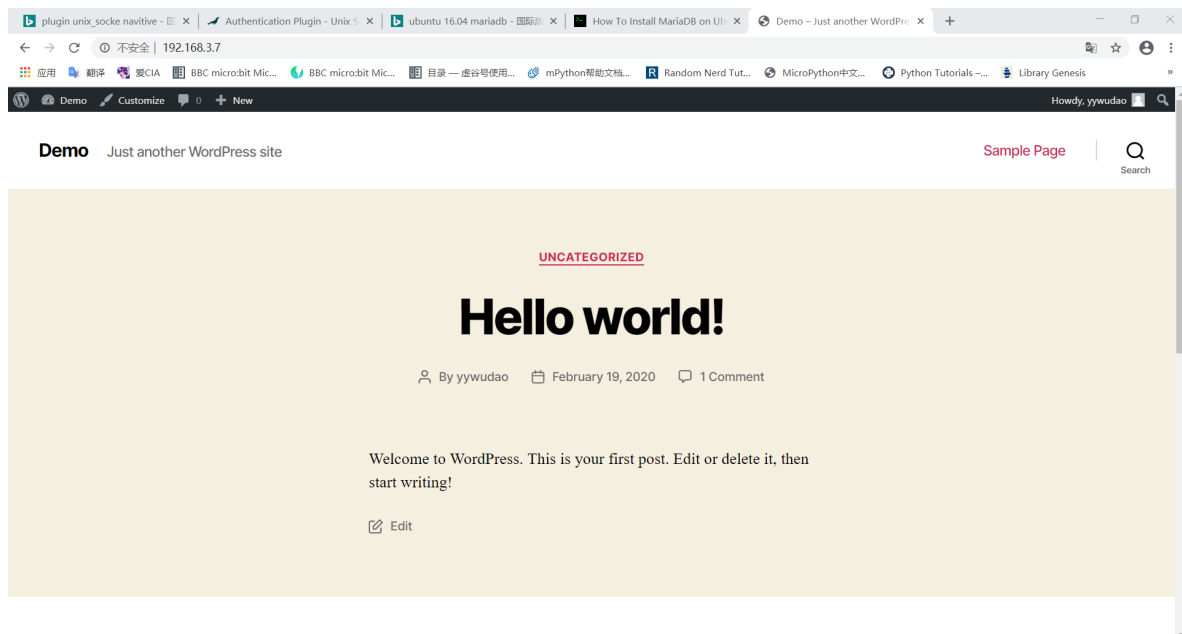 plugin unix_socke navitive - 国
Authentication Plugin - Unix S
ubuntu 16.04 mariadb - 国际版
How To Install MariaDB on Ub
Demo – Just another WordPre
不安全 | 192.168.3.7
应用 翻译 爱CIA BBC micro:bit Mic... BBC micro:bit Mic... 目录 — 虚谷号使用... mPython帮助文档... Random Nerd Tut... MicroPython中文... Python Tutorials –... Library Genesis »
Demo Customize 0 New Howdy, yywudao
Demo Just another WordPress site Sample Page
Search
UNCATEGORIZED
Hello world!
By yywudao February 19, 2020 1 Comment
Welcome to WordPress. This is your first post. Edit or delete it, then
start writing!
Edit